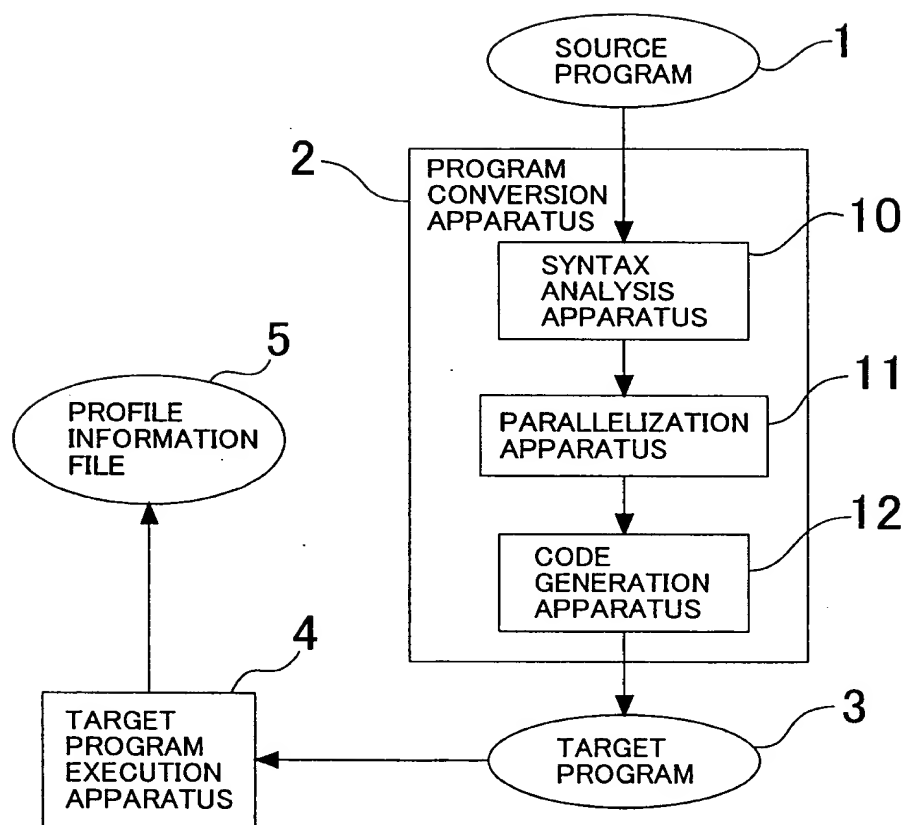 SOURCE
PROGRAM
1
2
PROGRAM
CONVERSION
APPARATUS
10
SYNTAX
ANALYSIS
APPARATUS
5
11
PROFILE
INFORMATION
FILE
PARALLELIZATION
APPARATUS
12
CODE
GENERATION
APPARATUS
4
3
TARGET
PROGRAM
EXECUTION
APPARATUS
TARGET
PROGRAM